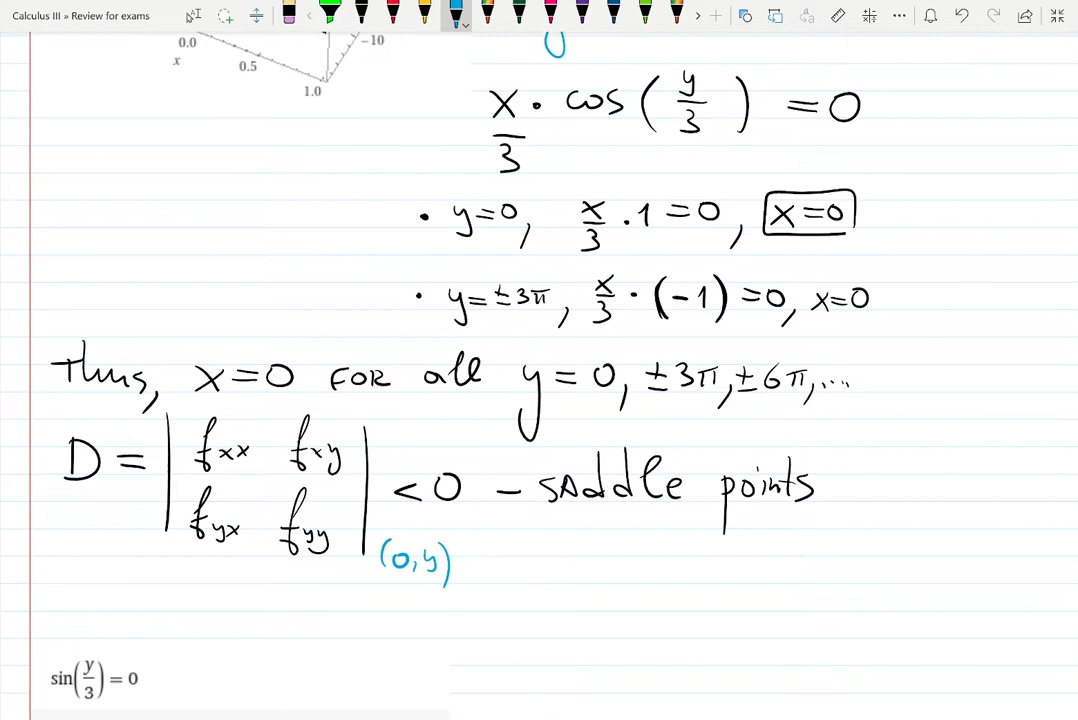 Calculus III » Review for exams
0.0
-10
x
0.5
1.0
x/3 · cos(y/3) = 0
• y=0, x/3 · 1 = 0, x=0
• y=±3π, x/3 · (-1) = 0, x=0
Thus, x=0 FOR all y = 0, ±3π, ±6π, ...
D = | fxx fxy
fyx fyy | (0,y) < 0 – saddle points
sin(y/3) = 0